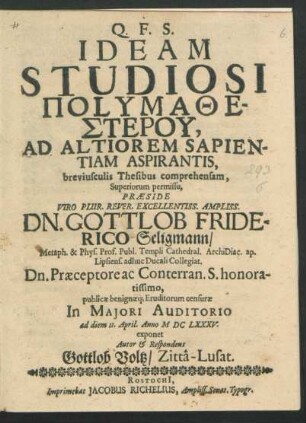 Q. F. S.
IDEAM
STUDIOSI
ΠΟΛΥΜΑΘΕ-
ΣΤΕΡΟΥ,
AD ALTIOREM SAPIEN-
TIAM ASPIRANTIS,
breviusculis Thesibus comprehensam,
Superiorum permissu,
PRÆSIDE
VIRO PLUR. REVER. EXCELLENTISS. AMPLISS.
DN. GOTTLOB FRIDE-
RICO Seligmann/
Metaph. & Phys. Prof. Publ. Templi Cathedral. ArchiDiac. ap.
Lipsiens. adhuc Ducali Collegiat.
Dn. Præceptore ac Conterran. S. honora-
tissimo,
publicæ benignæq; Eruditorum censuræ
In MAJORI AUDITORIO
ad diem 11. April. Anno M DC LXXXV.
exponet
Autor & Respondens
Gottlob Voltz/ Zittâ-Lusat.
ROSTOCHI,
Imprimebat JACOBUS RICHELIUS, Ampliss. Senat. Typogr.